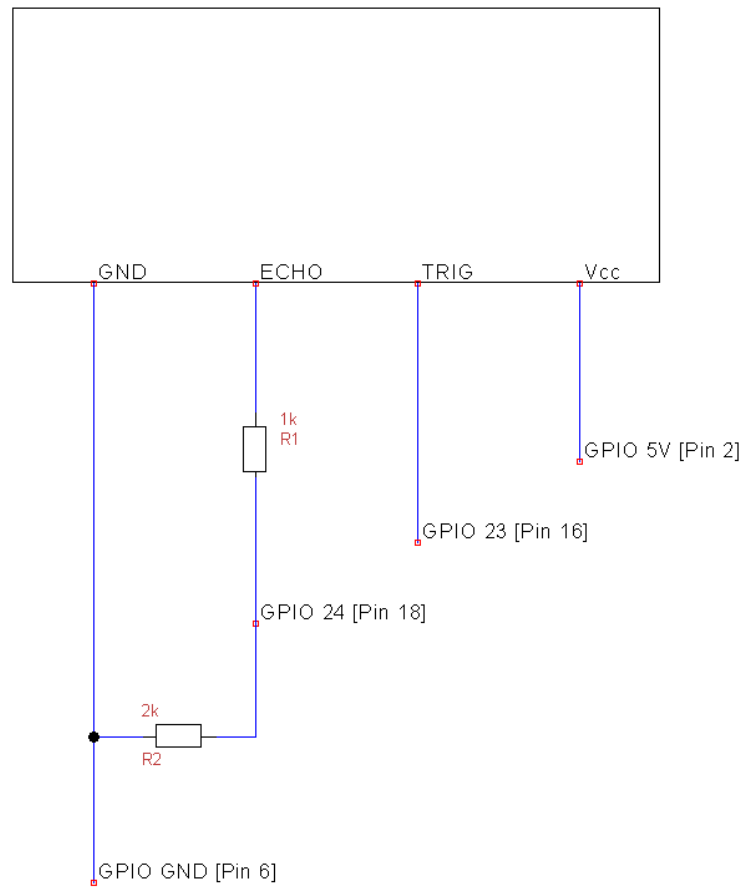 GND
ECHO
TRIG
Vcc
1k
R1
GPIO 5V [Pin 2]
GPIO 23 [Pin 16]
GPIO 24 [Pin 18]
2k
R2
GPIO GND [Pin 6]